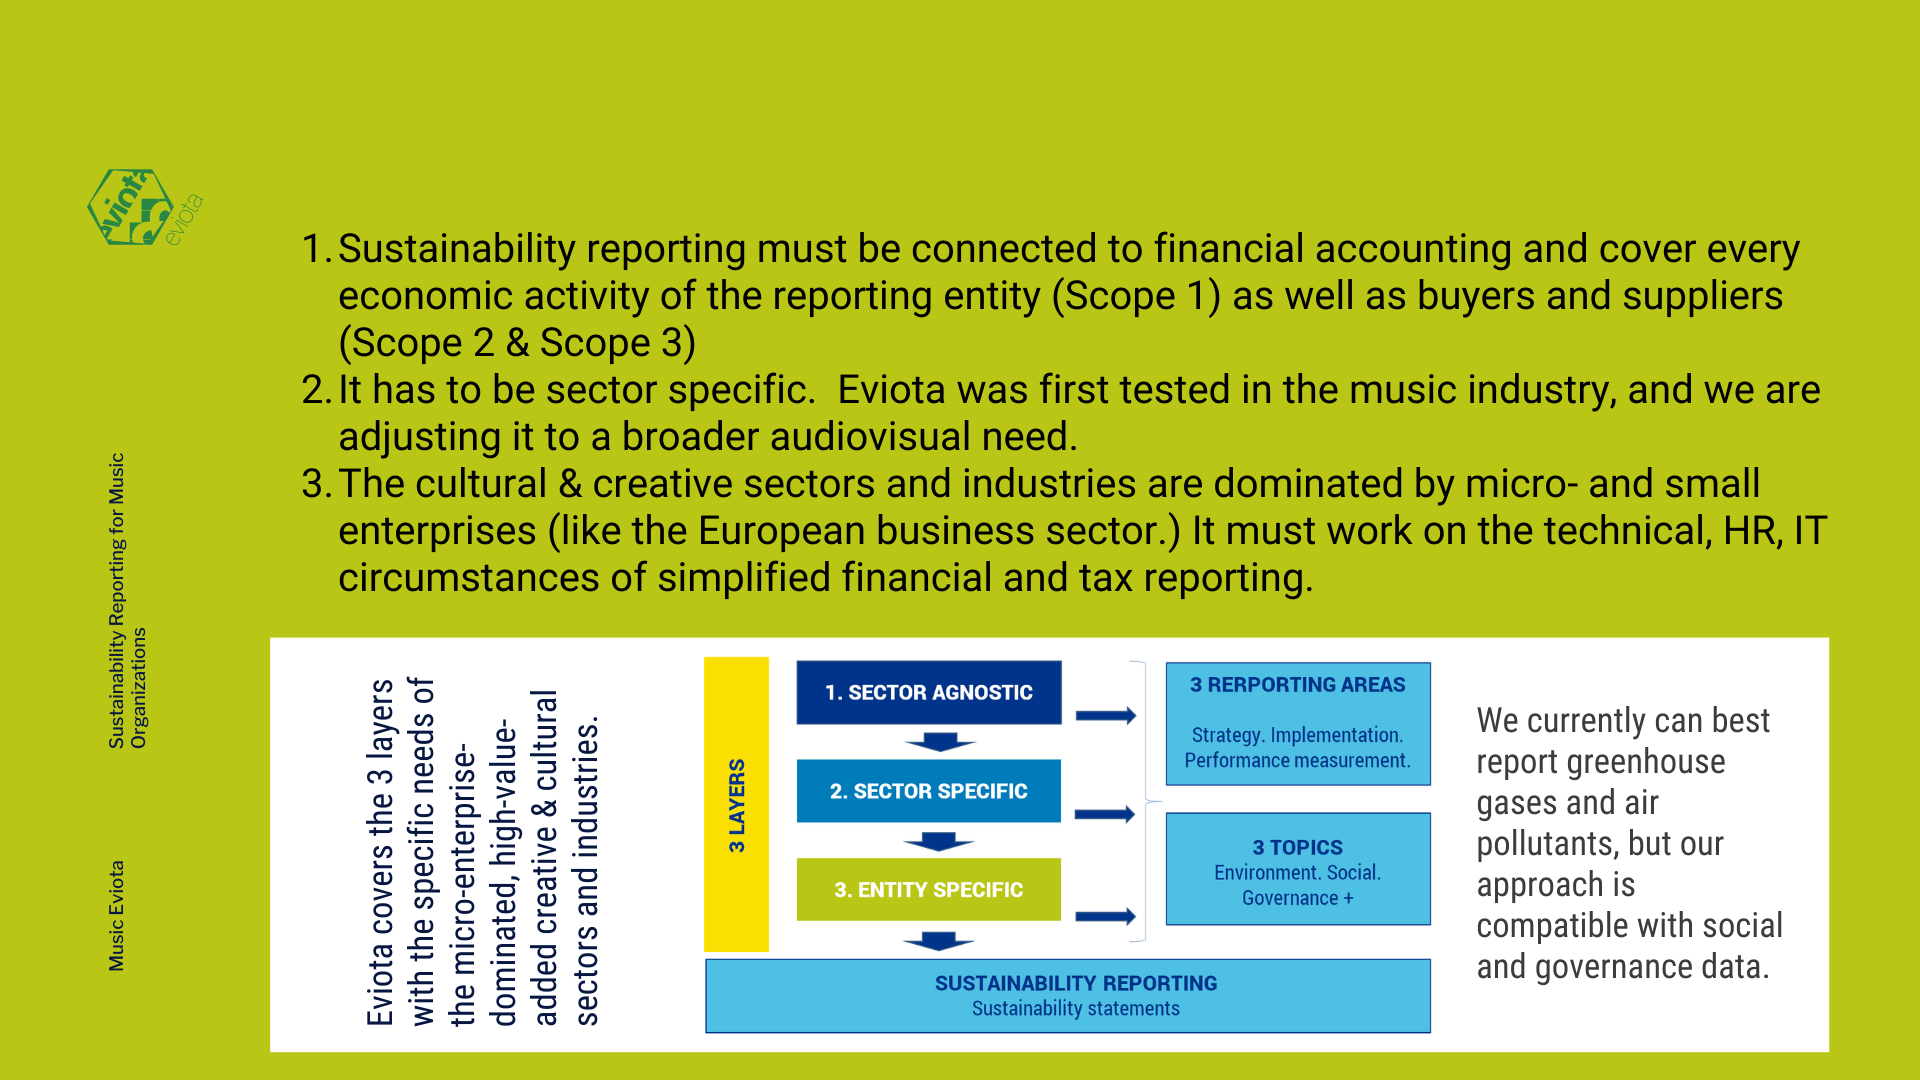 eviota
eviota
1. Sustainability reporting must be connected to financial accounting and cover every
economic activity of the reporting entity (Scope 1) as well as buyers and suppliers
(Scope 2 & Scope 3)
2. It has to be sector specific.  Eviota was first tested in the music industry, and we are
adjusting it to a broader audiovisual need.
3. The cultural & creative sectors and industries are dominated by micro- and small
enterprises (like the European business sector.) It must work on the technical, HR, IT
circumstances of simplified financial and tax reporting.
Sustainability Reporting for Music
Organizations
Music Eviota
Eviota covers the 3 layers
with the specific needs of
the micro-enterprise-
dominated, high-value-
added creative & cultural
sectors and industries.
3 LAYERS
1. SECTOR AGNOSTIC
2. SECTOR SPECIFIC
3. ENTITY SPECIFIC
3 RERPORTING AREAS
Strategy. Implementation.
Performance measurement.
3 TOPICS
Environment. Social.
Governance +
SUSTAINABILITY REPORTING
Sustainability statements
We currently can best
report greenhouse
gases and air
pollutants, but our
approach is
compatible with social
and governance data.